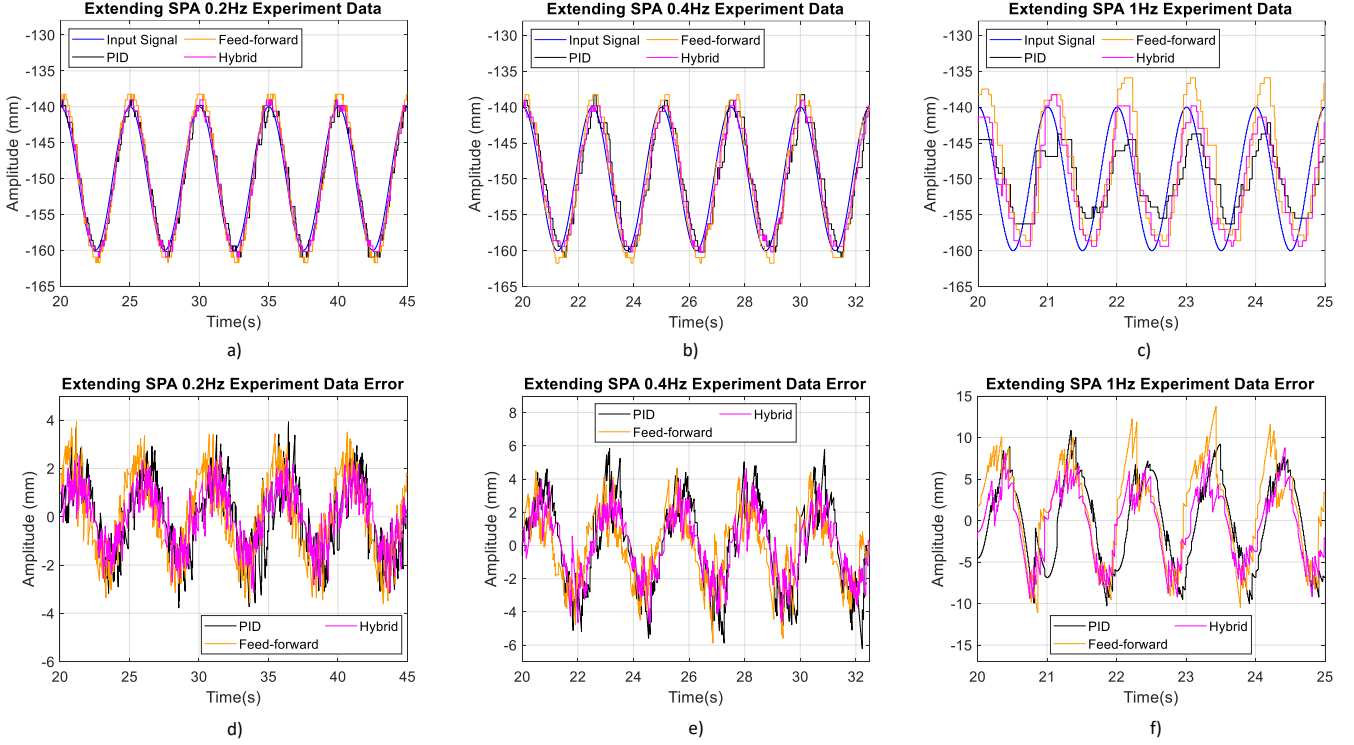 Extending SPA 0.2Hz Experiment Data
-130
-135
-140
-145
-150
-155
-160
-165
Amplitude (mm)
Input Signal
PID
Feed-forward
Hybrid
20 25 30 35 40 45
Time(s)
a)
Extending SPA 0.4Hz Experiment Data
-130
-135
-140
-145
-150
-155
-160
-165
Amplitude (mm)
Input Signal
PID
Feed-forward
Hybrid
20 22 24 26 28 30 32
Time(s)
b)
Extending SPA 1Hz Experiment Data
-130
-135
-140
-145
-150
-155
-160
-165
Amplitude (mm)
Input Signal
PID
Feed-forward
Hybrid
20 21 22 23 24 25
Time(s)
c)
Extending SPA 0.2Hz Experiment Data Error
4
2
0
-2
-4
-6
Amplitude (mm)
PID
Feed-forward
Hybrid
20 25 30 35 40 45
Time(s)
d)
Extending SPA 0.4Hz Experiment Data Error
8
6
4
2
0
-2
-4
-6
Amplitude (mm)
PID
Feed-forward
Hybrid
20 22 24 26 28 30 32
Time(s)
e)
Extending SPA 1Hz Experiment Data Error
15
10
5
0
-5
-10
-15
Amplitude (mm)
PID
Feed-forward
Hybrid
20 21 22 23 24 25
Time(s)
f)